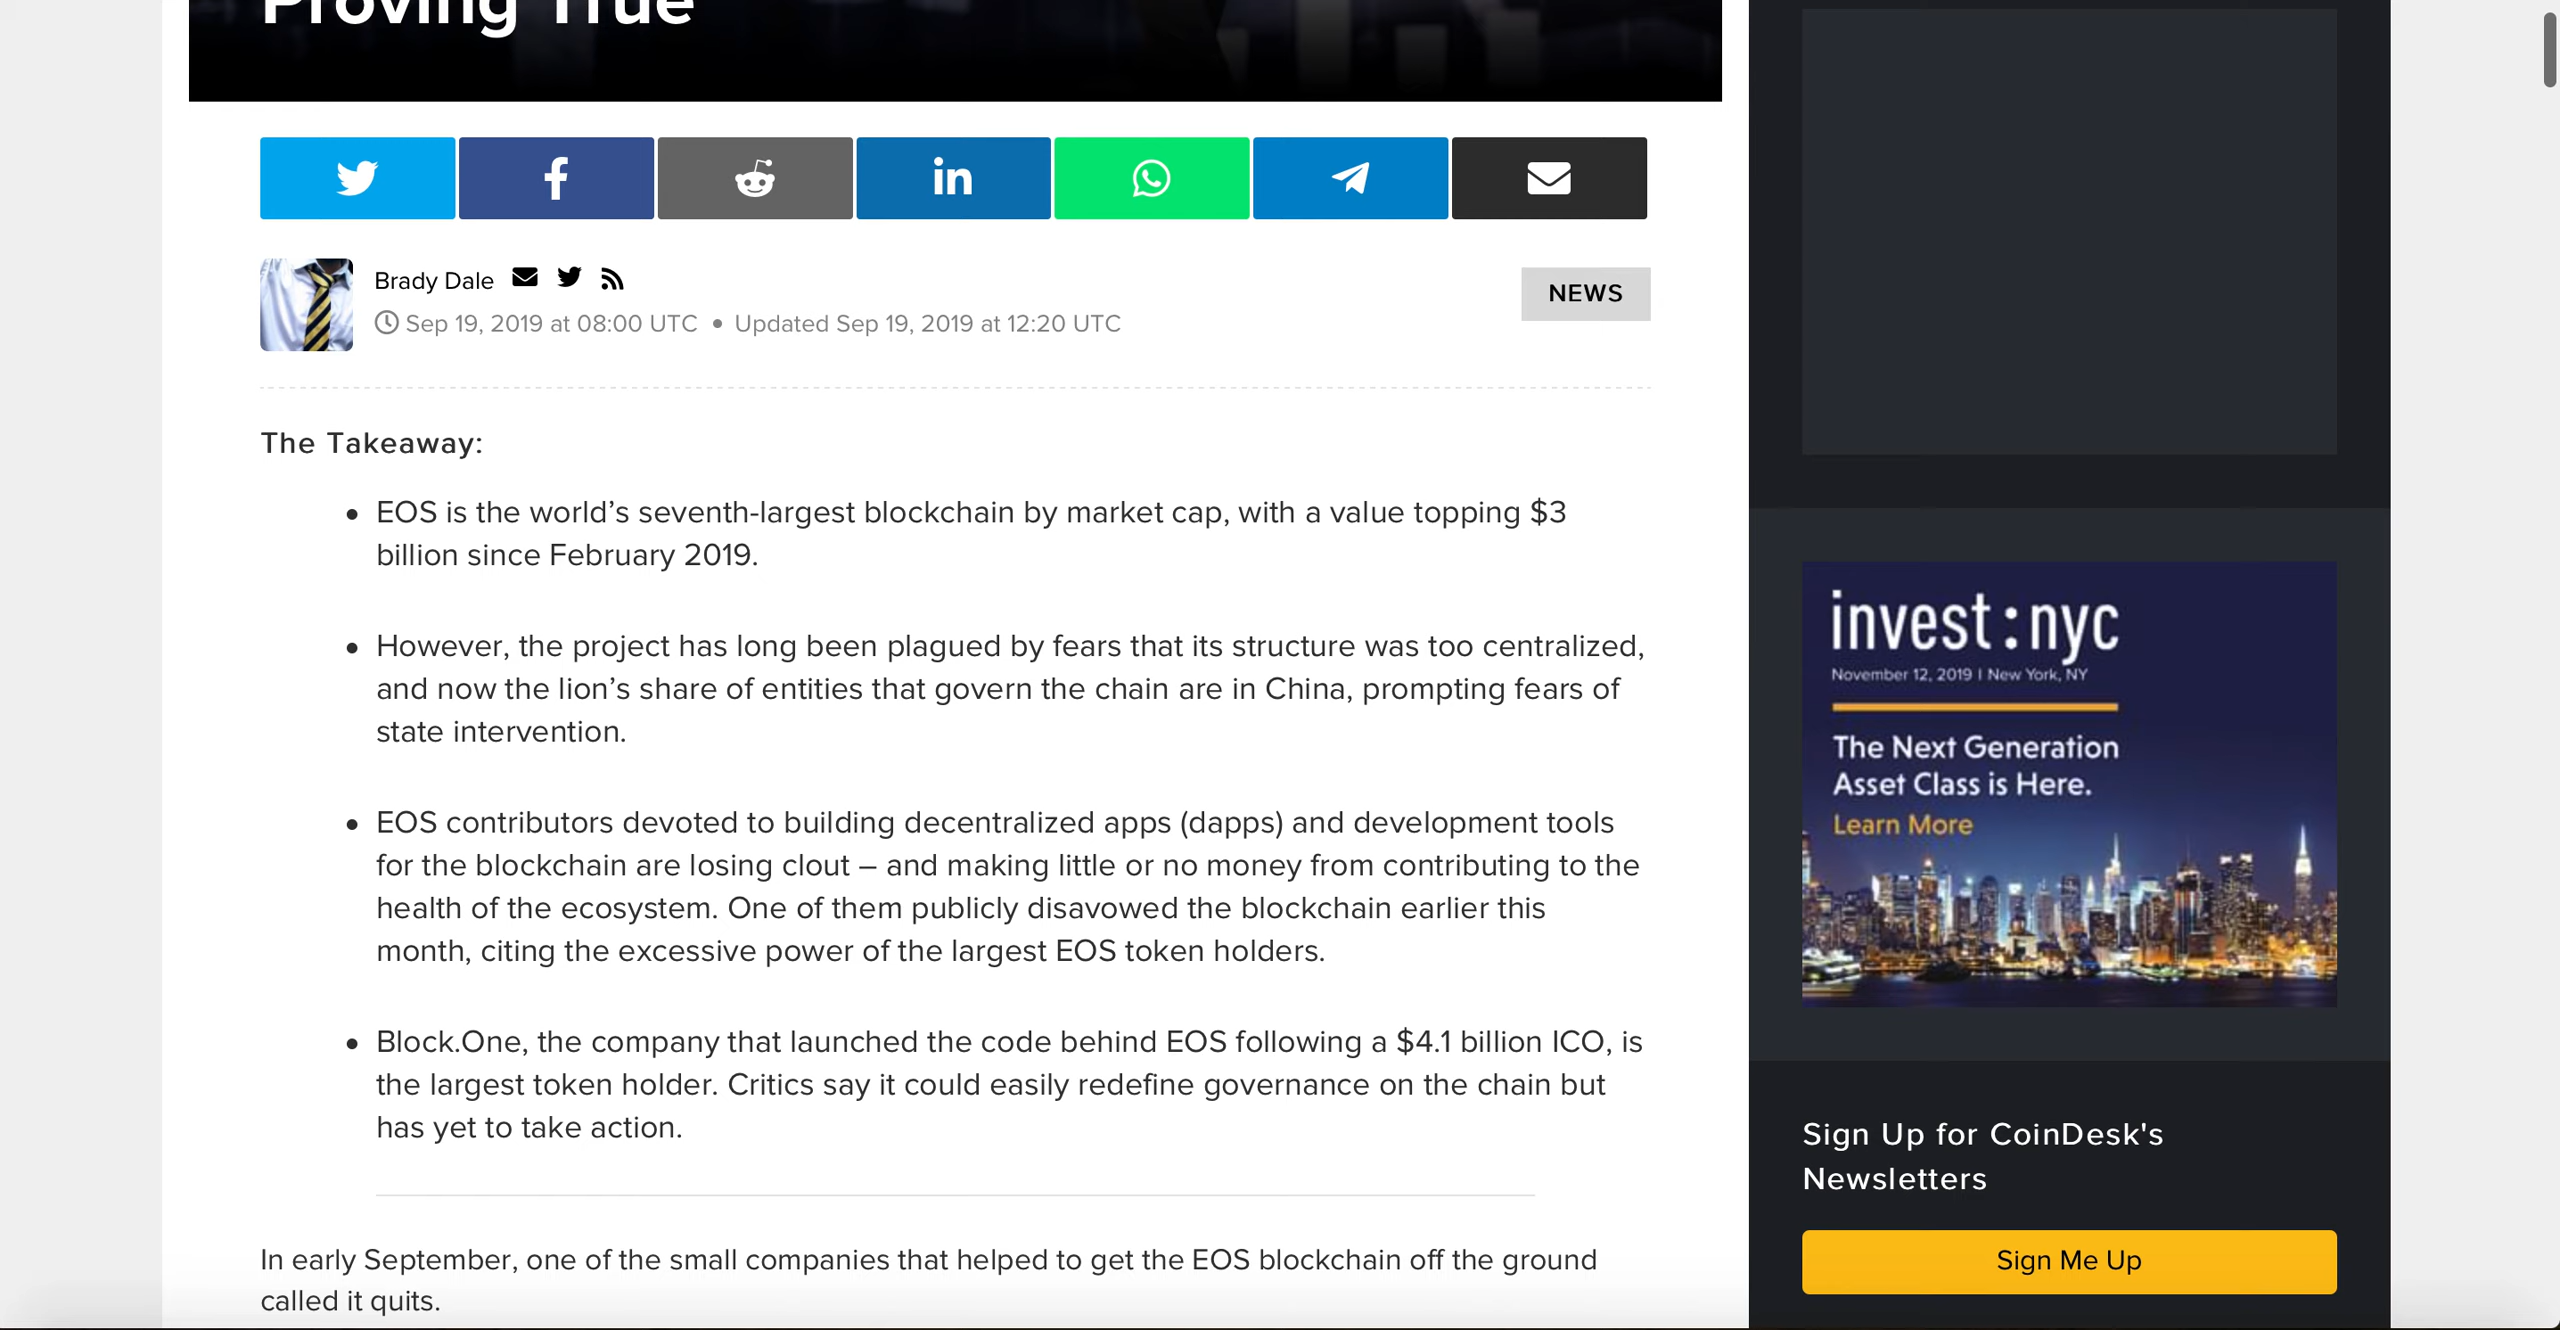 Proving True
Brady Dale
Sep 19, 2019 at 08:00 UTC • Updated Sep 19, 2019 at 12:20 UTC
NEWS
The Takeaway:
• EOS is the world’s seventh-largest blockchain by market cap, with a value topping $3
billion since February 2019.
• However, the project has long been plagued by fears that its structure was too centralized,
and now the lion’s share of entities that govern the chain are in China, prompting fears of
state intervention.
• EOS contributors devoted to building decentralized apps (dapps) and development tools
for the blockchain are losing clout – and making little or no money from contributing to the
health of the ecosystem. One of them publicly disavowed the blockchain earlier this
month, citing the excessive power of the largest EOS token holders.
• Block.One, the company that launched the code behind EOS following a $4.1 billion ICO, is
the largest token holder. Critics say it could easily redefine governance on the chain but
has yet to take action.
In early September, one of the small companies that helped to get the EOS blockchain off the ground
called it quits.
invest:nyc
November 12, 2019 | New York, NY
The Next Generation
Asset Class is Here.
Learn More
Sign Up for CoinDesk's
Newsletters
Sign Me Up